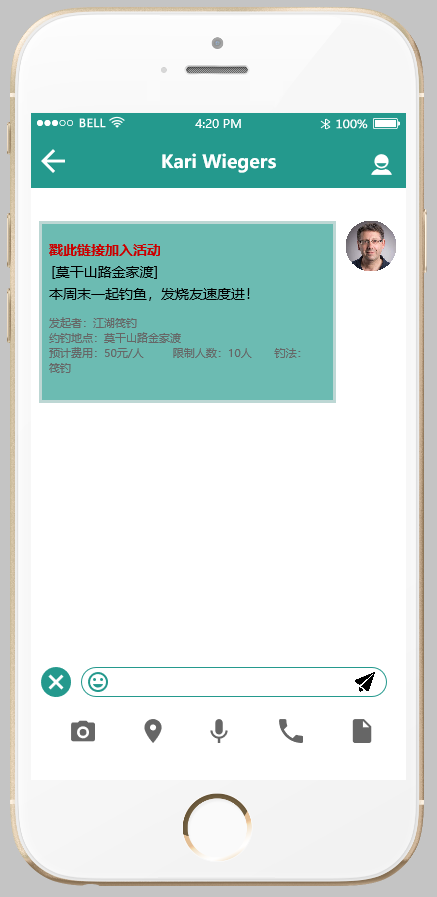 BELL 4:20 PM 100%
Kari Wiegers
戳此链接加入活动
[莫干山路金家渡]
本周末一起钓鱼，发烧友速度进！
发起者：江湖筏钓
约钓地点：莫干山路金家渡
预计费用：50元/人 限制人数：10人 钓法：
筏钓